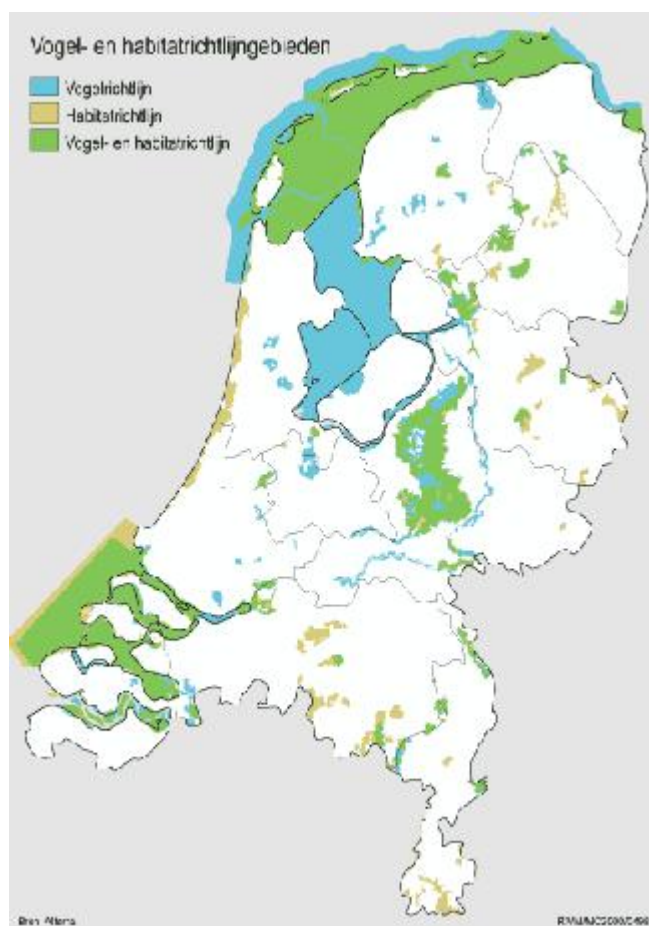 Vogel- en habitatrichtlijngebieden
Vogelrichtlijn
Habitatrichtlijn
Vogel- en habitatrichtlijn
Bron: Alterra